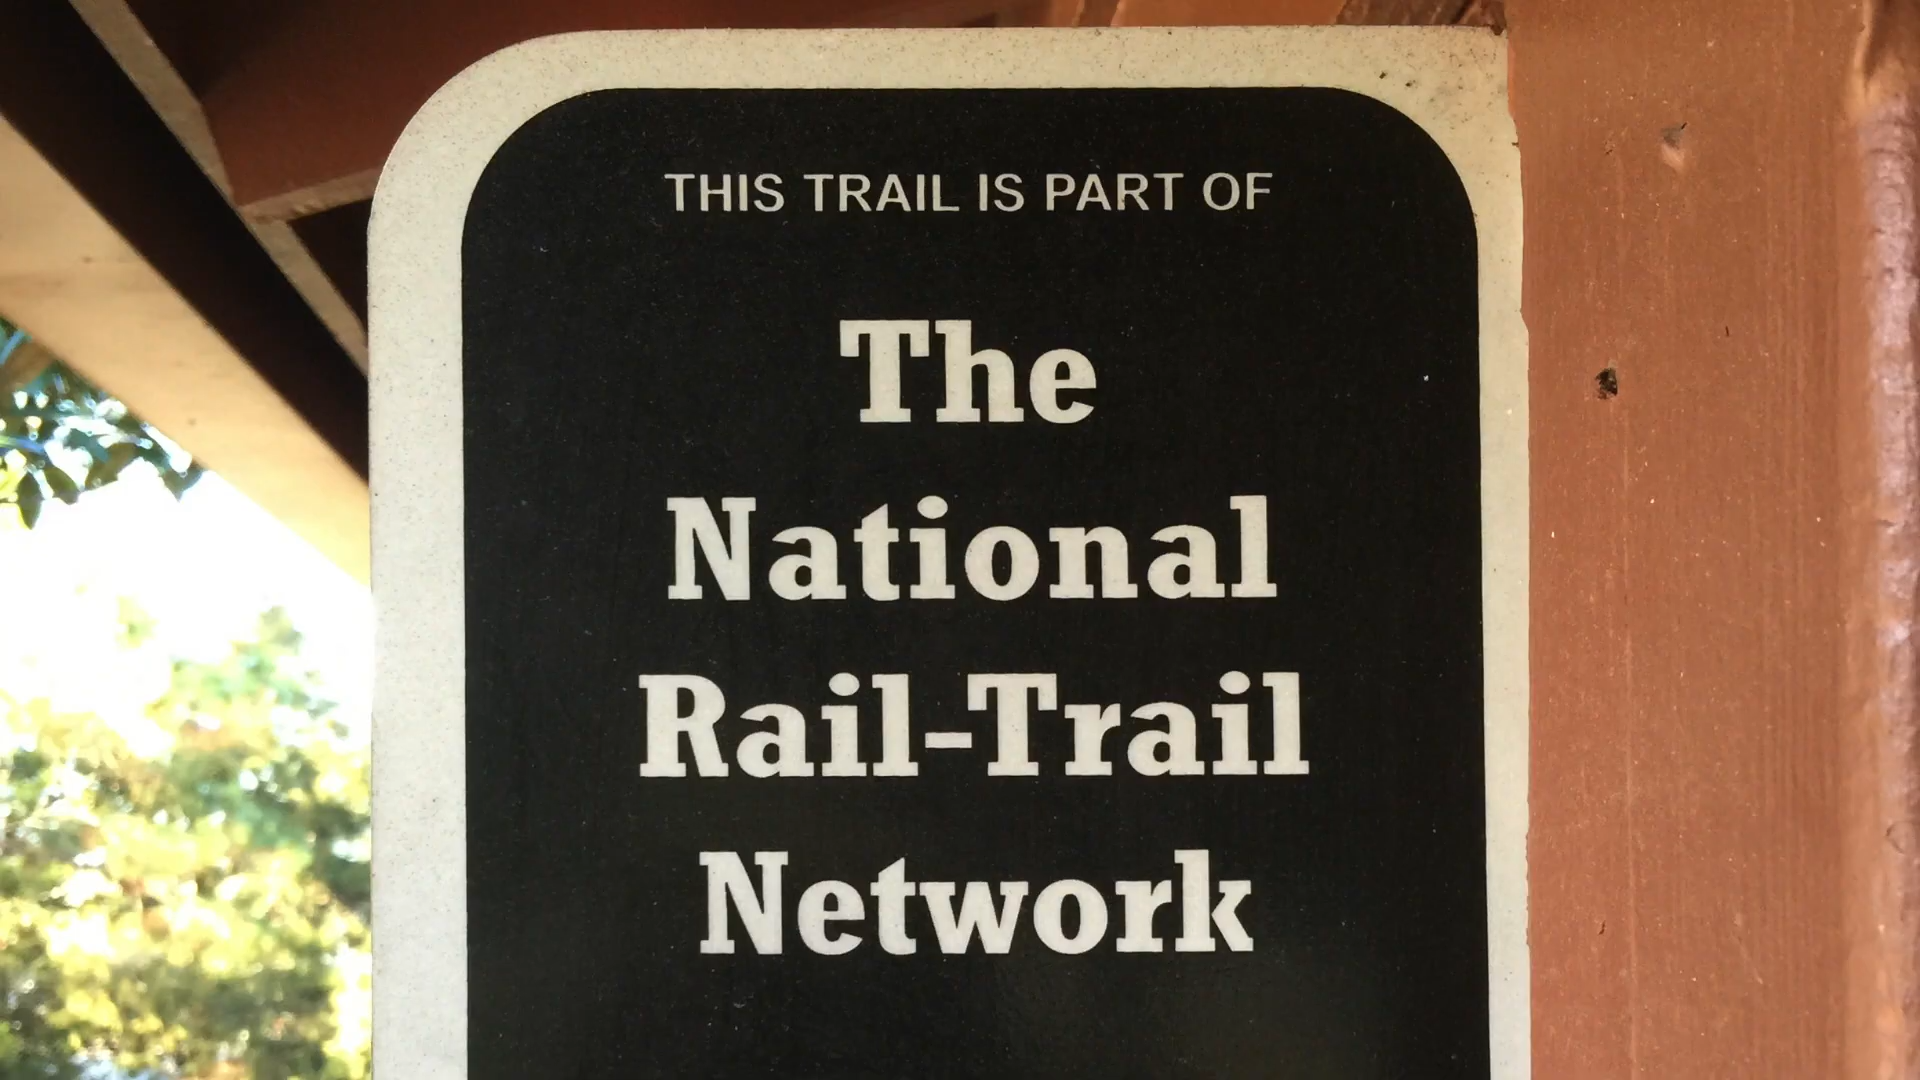 THIS TRAIL IS PART OF
The
National
Rail-Trail
Network